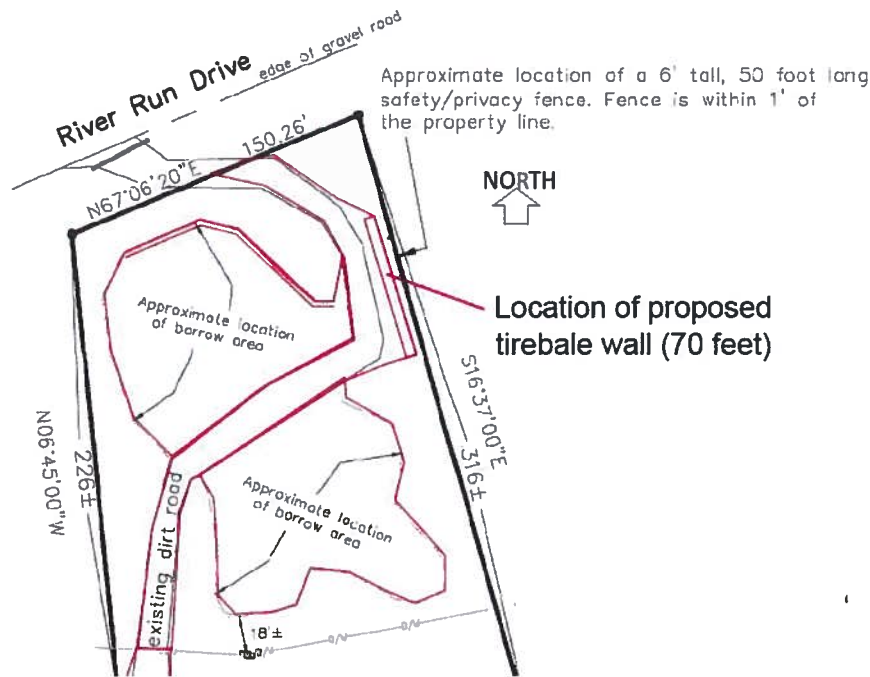 River Run Drive
edge of gravel road
Approximate location of a 6' tall, 50 foot long
safety/privacy fence. Fence is within 1' of
the property line.
150.26'
N67°06'20"E
NORTH
Approximate location
of borrow area
Location of proposed
tirebale wall (70 feet)
S16°37'00"E
316±
N06°45'00"W
226±
Approximate location
of borrow area
existing dirt road
18'±